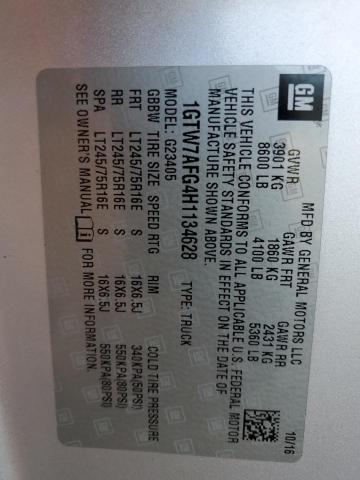 GM
MFD BY GENERAL MOTORS LLC 10/16
GVWR GAWR FRT GAWR RR
3901 KG 1860 KG 2431 KG
8600 LB 4100 LB 5360 LB
THIS VEHICLE CONFORMS TO ALL APPLICABLE U.S. FEDERAL MOTOR
VEHICLE SAFETY STANDARDS IN EFFECT ON THE DATE OF
MANUFACTURE SHOWN ABOVE.
1GTW7AFG4H1134628 TYPE: TRUCK
MODEL: G23405
GBBW TIRE SIZE SPEED RTG RIM COLD TIRE PRESSURE
FRT LT245/75R16E S 16X6.5J 340KPA(50PSI)
RR LT245/75R16E S 16X6.5J 550KPA(80PSI)
SPA LT245/75R16E S 16X6.5J 550KPA(80PSI)
SEE OWNER'S MANUAL FOR MORE INFORMATION.